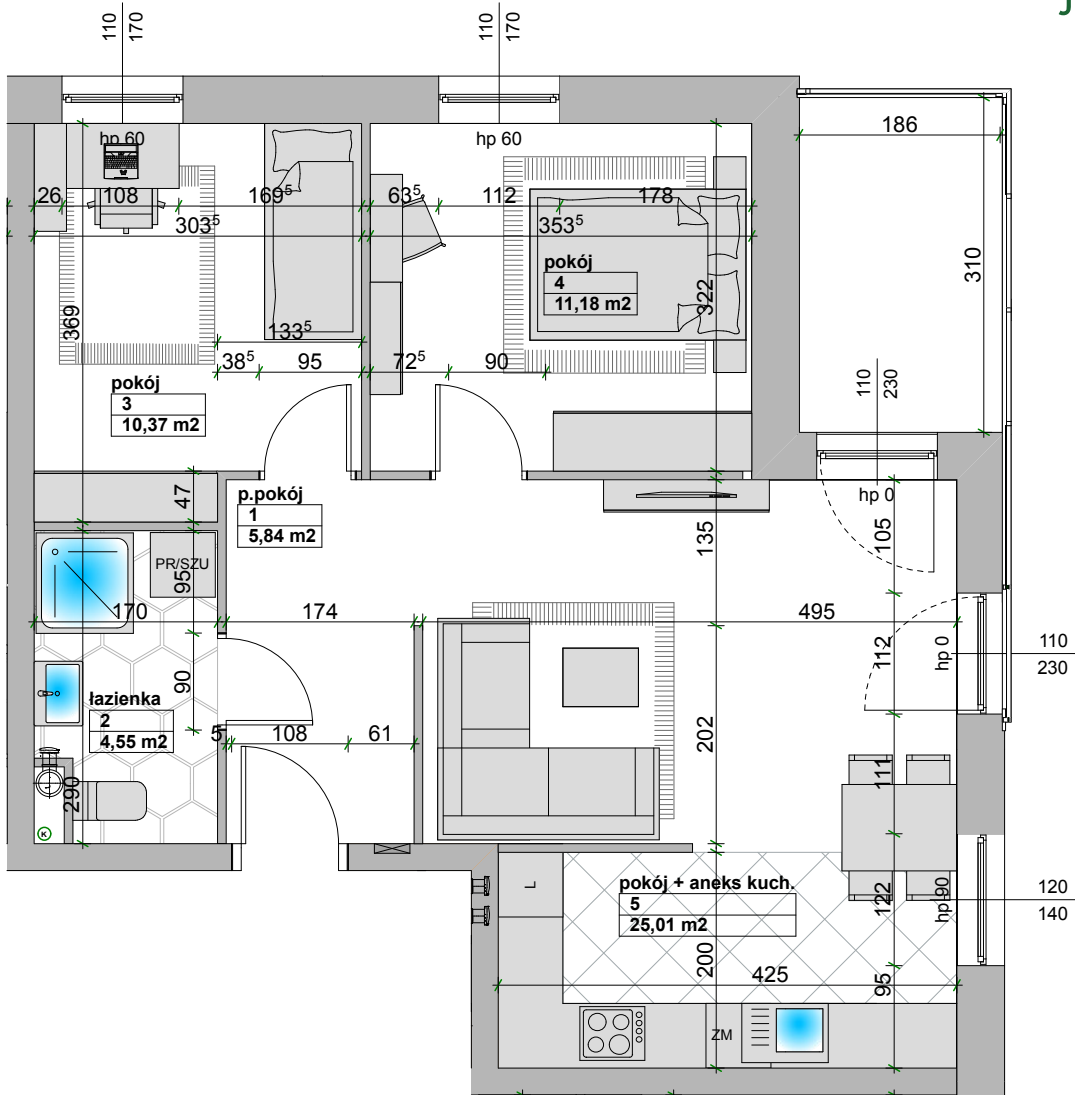 J
110
170
110
170
hp 60
hp 60
186
26
108
169⁵
63⁵
112
178
303⁵
353⁵
310
pokój
4
11,18 m2
322
369
133⁵
38⁵
95
72⁵
90
110
230
pokój
3
10,37 m2
47
p.pokój
1
5,84 m2
hp 0
135
105
PR/SZU
95
170
174
495
112
hp 0
110
230
90
łazienka
2
4,55 m2
5
108
61
202
111
290
K
L
pokój + aneks kuch.
5
25,01 m2
122
hp 90
120
140
200
425
95
ZM